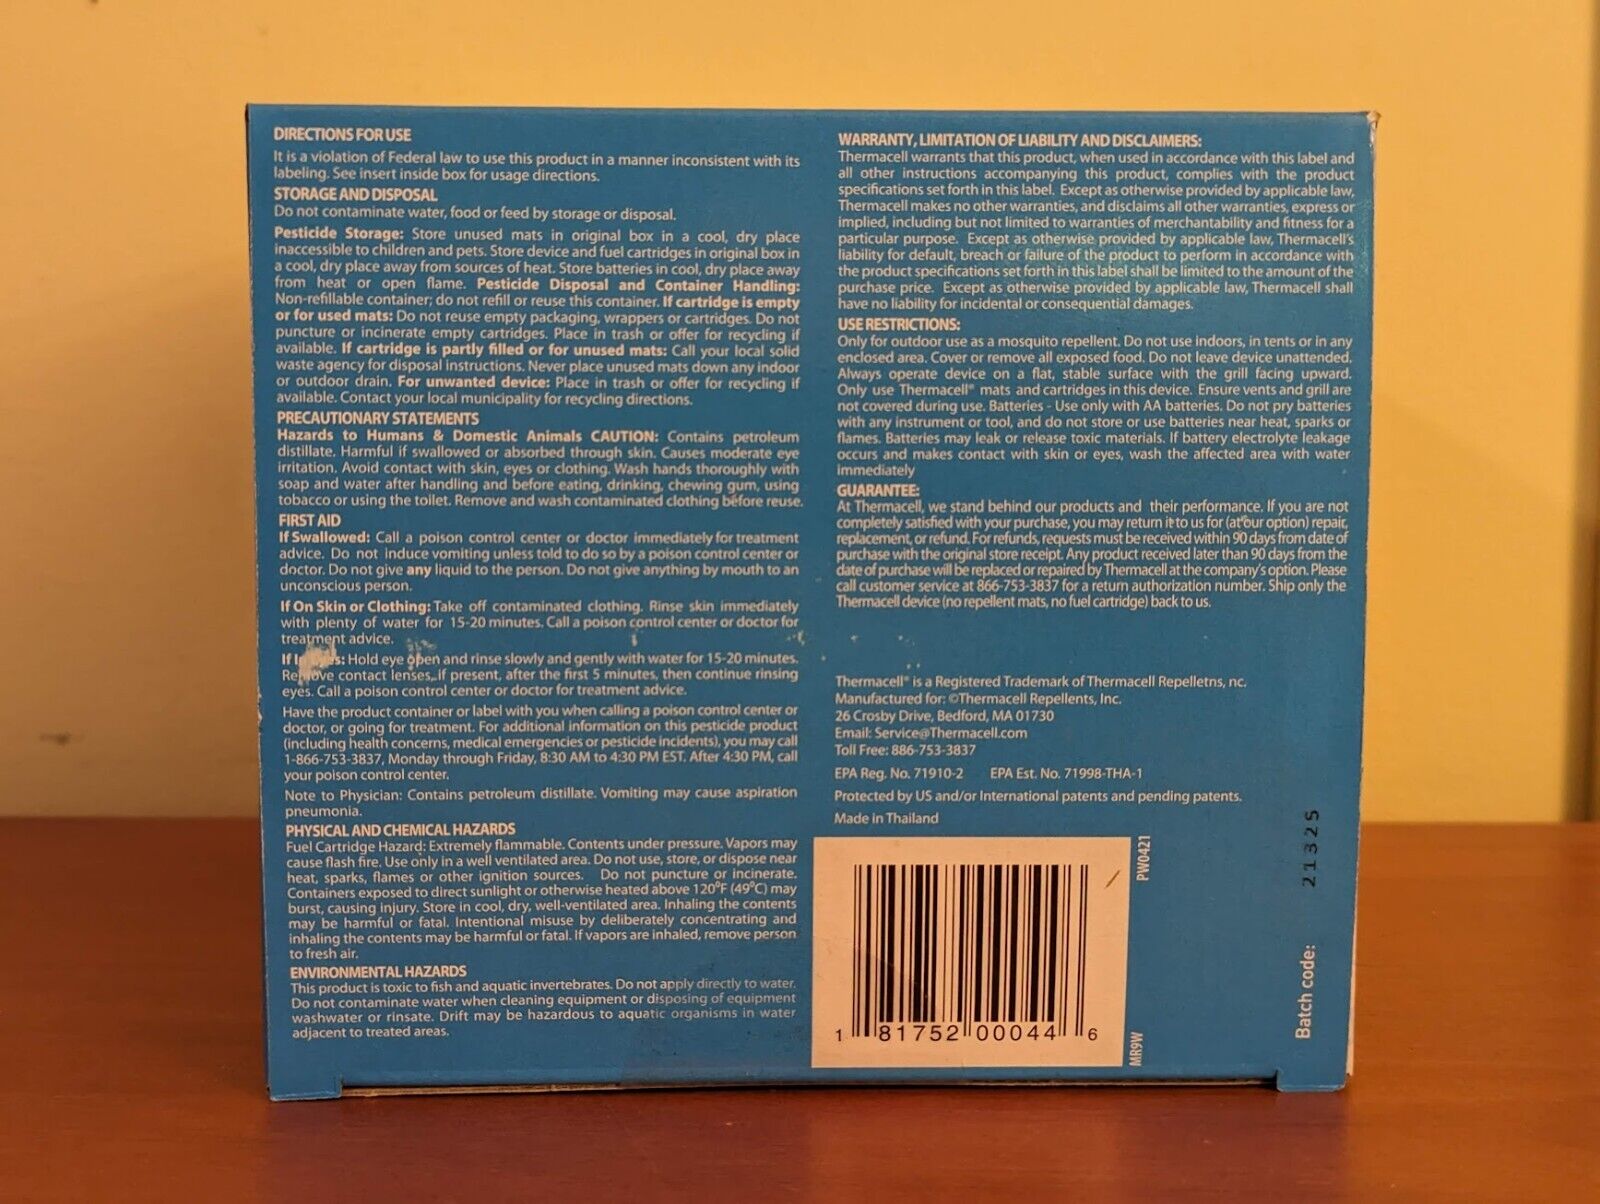 DIRECTIONS FOR USE
It is a violation of Federal law to use this product in a manner inconsistent with its
labeling. See insert inside box for usage directions.
STORAGE AND DISPOSAL
Do not contaminate water, food or feed by storage or disposal.
Pesticide Storage: Store unused mats in original box in a cool, dry place
inaccessible to children and pets. Store device and fuel cartridges in original box in
a cool, dry place away from sources of heat. Store batteries in cool, dry place away
from heat or open flame. Pesticide Disposal and Container Handling:
Non-refillable container; do not refill or reuse this container. If cartridge is empty
or for used mats: Do not reuse empty packaging, wrappers or cartridges. Do not
puncture or incinerate empty cartridges. Place in trash or offer for recycling if
available. If cartridge is partly filled or for unused mats: Call your local solid
waste agency for disposal instructions. Never place unused mats down any indoor
or outdoor drain. For unwanted device: Place in trash or offer for recycling if
available. Contact your local municipality for recycling directions.
PRECAUTIONARY STATEMENTS
Hazards to Humans & Domestic Animals CAUTION: Contains petroleum
distillate. Harmful if swallowed or absorbed through skin. Causes moderate eye
irritation. Avoid contact with skin, eyes or clothing. Wash hands thoroughly with
soap and water after handling and before eating, drinking, chewing gum, using
tobacco or using the toilet. Remove and wash contaminated clothing before reuse.
FIRST AID
If Swallowed: Call a poison control center or doctor immediately for treatment
advice. Do not induce vomiting unless told to do so by a poison control center or
doctor. Do not give any liquid to the person. Do not give anything by mouth to an
unconscious person.
If On Skin or Clothing: Take off contaminated clothing. Rinse skin immediately
with plenty of water for 15-20 minutes. Call a poison control center or doctor for
treatment advice.
If In Eyes: Hold eye open and rinse slowly and gently with water for 15-20 minutes.
Remove contact lenses, if present, after the first 5 minutes, then continue rinsing
eyes. Call a poison control center or doctor for treatment advice.
Have the product container or label with you when calling a poison control center or
doctor, or going for treatment. For additional information on this pesticide product
(including health concerns, medical emergencies or pesticide incidents), you may call
1-866-753-3837, Monday through Friday, 8:30 AM to 4:30 PM EST. After 4:30 PM, call
your poison control center.
Note to Physician: Contains petroleum distillate. Vomiting may cause aspiration
pneumonia.
PHYSICAL AND CHEMICAL HAZARDS
Fuel Cartridge Hazard: Extremely flammable. Contents under pressure. Vapors may
cause flash fire. Use only in a well ventilated area. Do not use, store, or dispose near
heat, sparks, flames or other ignition sources. Do not puncture or incinerate.
Containers exposed to direct sunlight or otherwise heated above 120°F (49°C) may
burst, causing injury. Store in cool, dry, well-ventilated area. Inhaling the contents
may be harmful or fatal. Intentional misuse by deliberately concentrating and
inhaling the contents may be harmful or fatal. If vapors are inhaled, remove person
to fresh air.
ENVIRONMENTAL HAZARDS
This product is toxic to fish and aquatic invertebrates. Do not apply directly to water.
Do not contaminate water when cleaning equipment or disposing of equipment
washwater or rinsate. Drift may be hazardous to aquatic organisms in water
adjacent to treated areas.
WARRANTY, LIMITATION OF LIABILITY AND DISCLAIMERS:
Thermacell warrants that this product, when used in accordance with this label and
all other instructions accompanying this product, complies with the product
specifications set forth in this label. Except as otherwise provided by applicable law,
Thermacell makes no other warranties, and disclaims all other warranties, express or
implied, including but not limited to warranties of merchantability and fitness for a
particular purpose. Except as otherwise provided by applicable law, Thermacell's
liability for default, breach or failure of the product to perform in accordance with
the product specifications set forth in this label shall be limited to the amount of the
purchase price. Except as otherwise provided by applicable law, Thermacell shall
have no liability for incidental or consequential damages.
USE RESTRICTIONS:
Only for outdoor use as a mosquito repellent. Do not use indoors, in tents or in any
enclosed area. Cover or remove all exposed food. Do not leave device unattended.
Always operate device on a flat, stable surface with the grill facing upward.
Only use Thermacell® mats and cartridges in this device. Ensure vents and grill are
not covered during use. Batteries - Use only with AA batteries. Do not pry batteries
with any instrument or tool, and do not store or use batteries near heat, sparks or
flames. Batteries may leak or release toxic materials. If battery electrolyte leakage
occurs and makes contact with skin or eyes, wash the affected area with water
immediately
GUARANTEE:
At Thermacell, we stand behind our products and their performance. If you are not
completely satisfied with your purchase, you may return it to us for (at our option) repair,
replacement, or refund. For refunds, requests must be received within 90 days from date of
purchase with the original store receipt. Any product received later than 90 days from the
date of purchase will be replaced or repaired by Thermacell at the company's option. Please
call customer service at 866-753-3837 for a return authorization number. Ship only the
Thermacell device (no repellent mats, no fuel cartridge) back to us.
Thermacell® is a Registered Trademark of Thermacell Repelletns, nc.
Manufactured for: ©Thermacell Repellents, Inc.
26 Crosby Drive, Bedford, MA 01730
Email: Service@Thermacell.com
Toll Free: 886-753-3837
EPA Reg. No. 71910-2 EPA Est. No. 71998-THA-1
Protected by US and/or International patents and pending patents.
Made in Thailand
1 81752 00044 6
PW0421
MR9W
Batch code: 21325